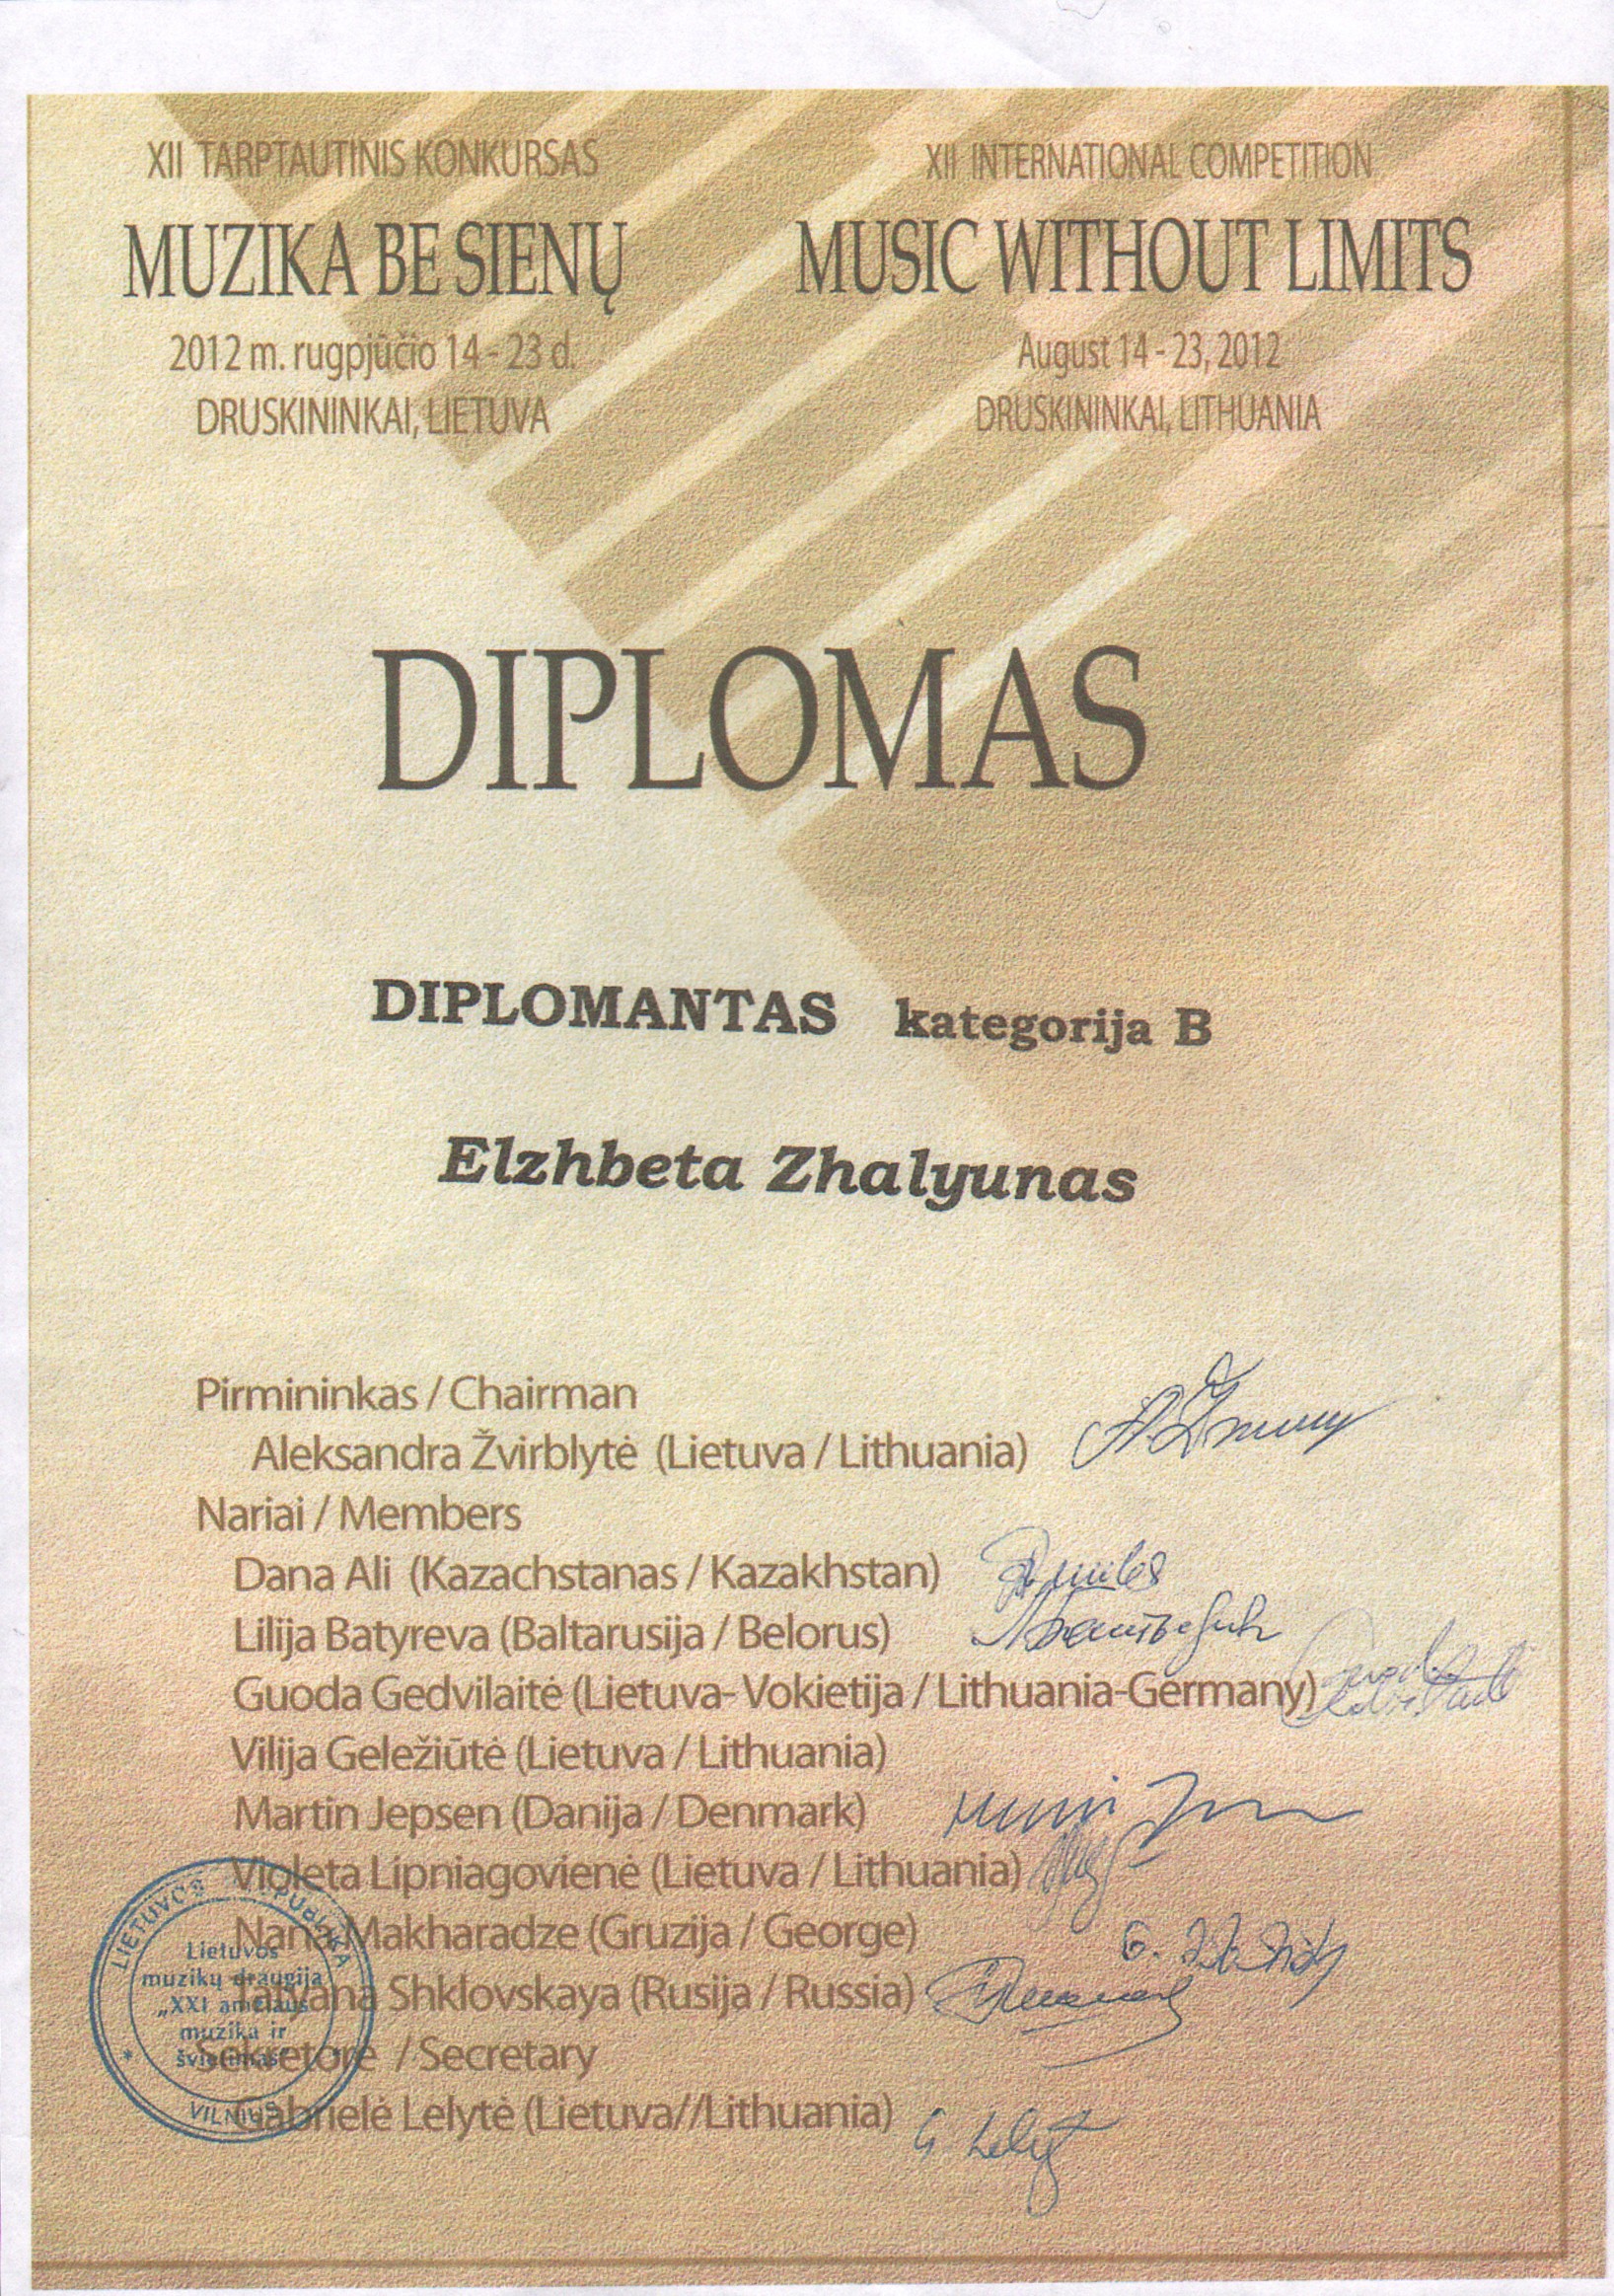 XII TARPTAUTINIS KONKURSAS
MUZIKA BE SIENŲ
2012 m. rugpjūčio 14 - 23 d.
DRUSKININKAI, LIETUVA
XII INTERNATIONAL COMPETITION
MUSIC WITHOUT LIMITS
August 14 - 23, 2012
DRUSKININKAI, LITHUANIA
DIPLOMAS
DIPLOMANTAS kategorija B
Elzhbeta Zhalyunas
Pirmininkas / Chairman
Aleksandra Žvirblytė (Lietuva / Lithuania)
Nariai / Members
Dana Ali (Kazachstanas / Kazakhstan)
Lilija Batyreva (Baltarusija / Belorus)
Guoda Gedvilaitė (Lietuva- Vokietija / Lithuania-Germany)
Vilija Geležiūtė (Lietuva / Lithuania)
Martin Jepsen (Danija / Denmark)
Violeta Lipniagovienė (Lietuva / Lithuania)
Nana Makharadze (Gruzija / George)
Tatyana Shklovskaya (Rusija / Russia)
Sekretorė / Secretary
Gabrielė Lelytė (Lietuva//Lithuania)
G Lelyt
LIETUVOS RESPUBLIKA
Lietuvos
muzikų draugija
„XXI amžiaus
muzika ir
švietimas"
VILNIUS